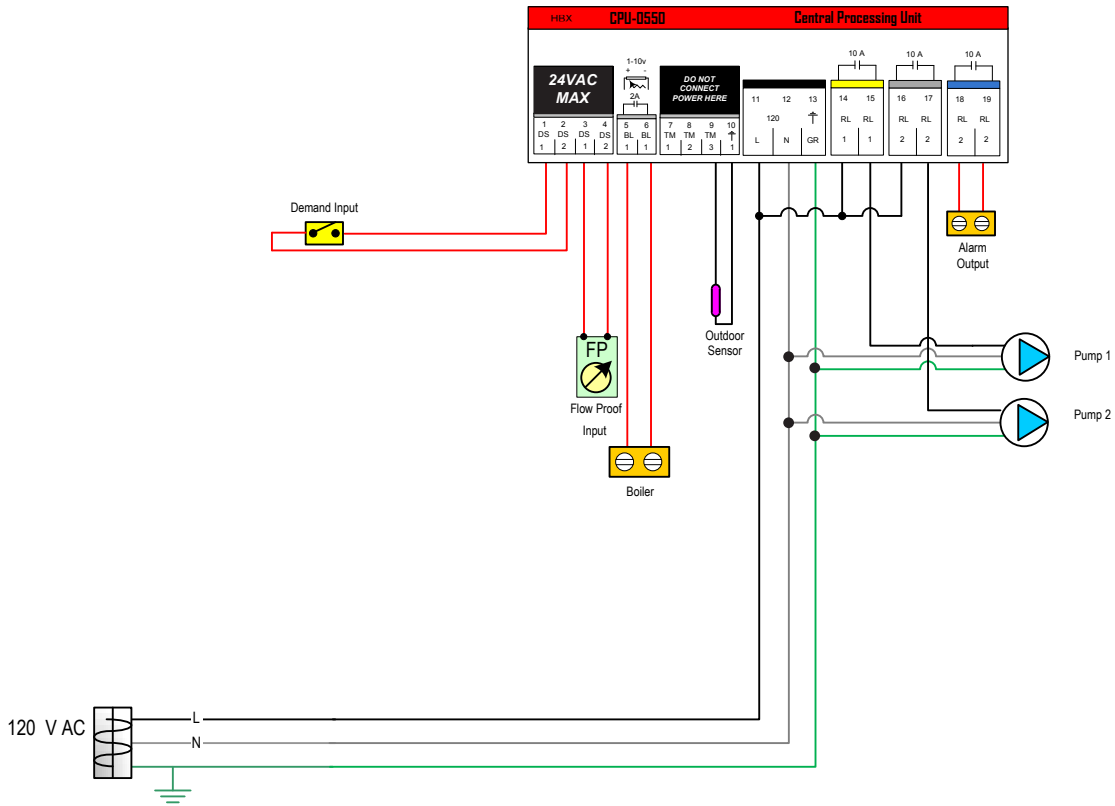 HBX CPU-0550 Central Processing Unit
24VAC
MAX
1-10v
+ -
2A
DO NOT
CONNECT
POWER HERE
10 A
10 A
10 A
1 2 3 4 5 6 7 8 9 10 11 12 13 14 15 16 17 18 19
DS DS DS DS BL BL TM TM TM 120 RL RL RL RL RL RL
1 2 1 2 1 1 1 2 3 1 L N GR 1 1 2 2 2 2
Demand Input
Alarm
Output
Outdoor
Sensor
FP
Flow Proof
Input
Pump 1
Pump 2
Boiler
120 V AC
L
N